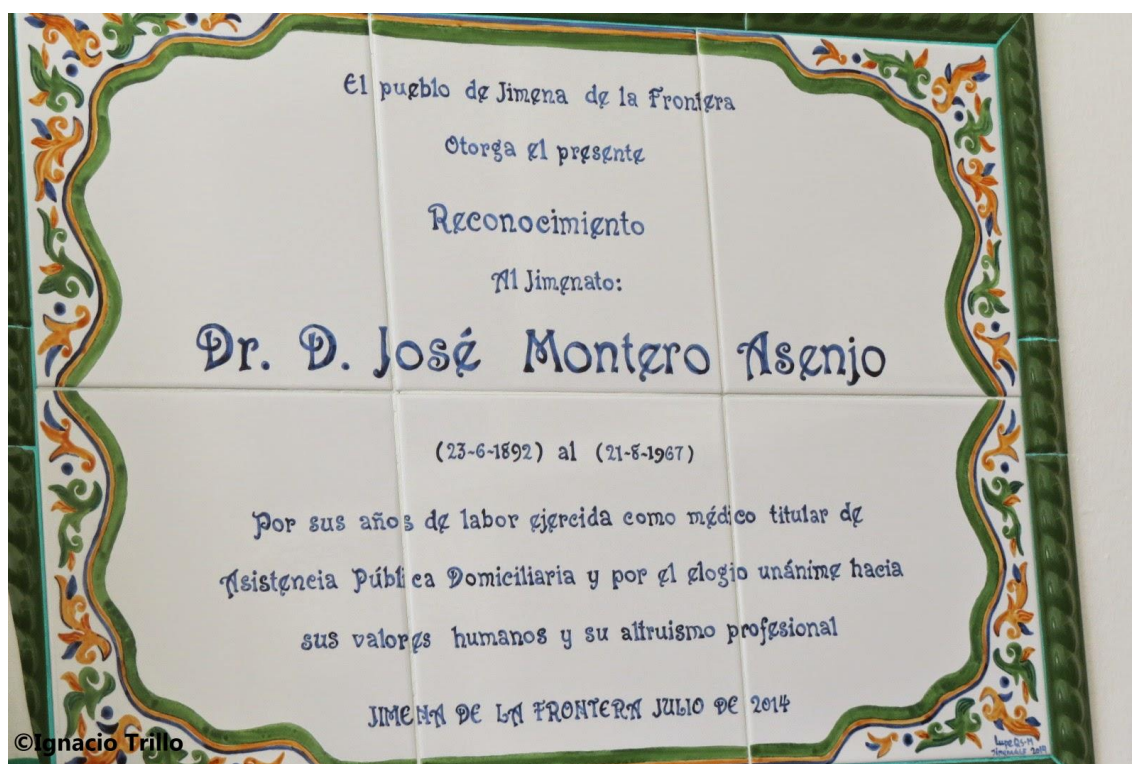 El pueblo de Jimena de la Frontera
Otorga el presente
Reconocimiento
Al Jimenato:
Dr. D. José Montero Asenjo
(23-6-1892) al (21-8-1967)
Por sus años de labor ejercida como médico titular de
Asistencia Pública Domiciliaria y por el elogio unánime hacia
sus valores humanos y su altruismo profesional
JIMENA DE LA FRONTERA JULIO DE 2014
©Ignacio Trillo